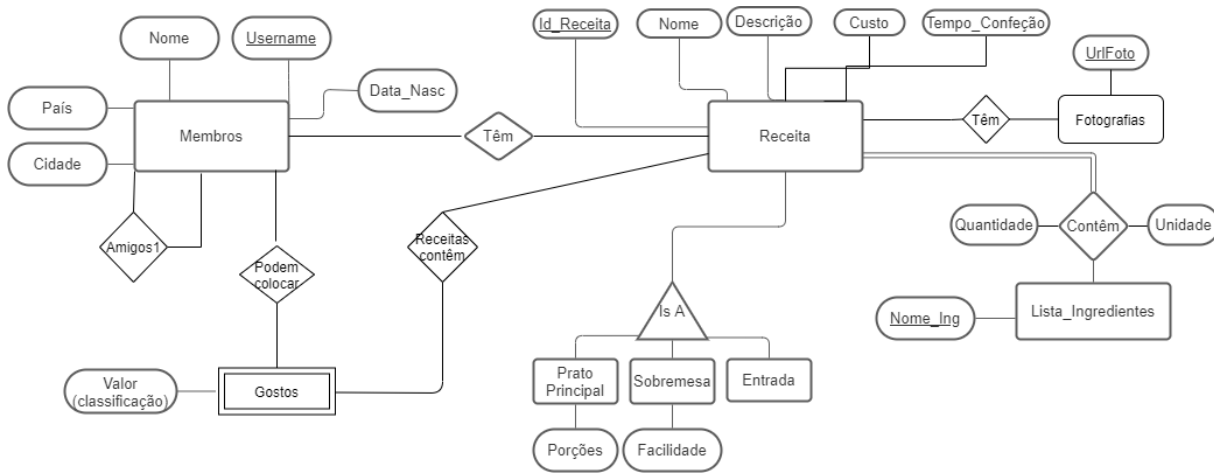 Nome
Username
Id_Receita
Nome
Descrição
Custo
Tempo_Confeção
UrlFoto
Data_Nasc
País
Membros
Têm
Receita
Têm
Fotografias
Cidade
Amigos1
Podem
colocar
Receitas
contêm
Quantidade
Contêm
Unidade
Is A
Nome_Ing
Lista_Ingredientes
Prato
Principal
Sobremesa
Entrada
Valor
(classificação)
Gostos
Porções
Facilidade